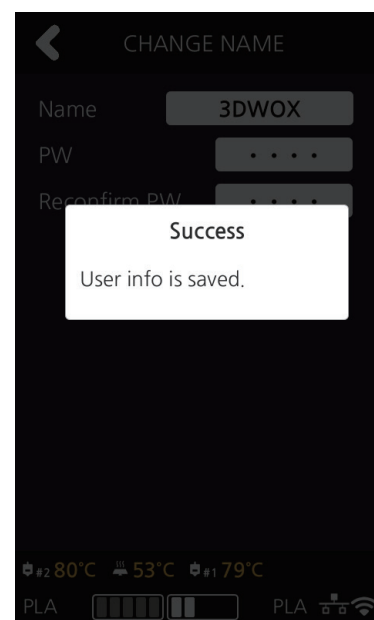 CHANGE NAME
Name 3DWOX
PW • • • •
Reconfirm PW • • • •
Success
User info is saved.
#2 80°C 53°C #1 79°C
PLA PLA